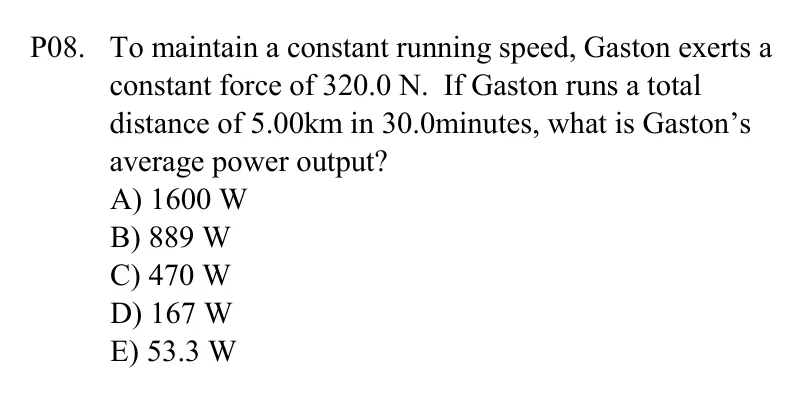 P08. To maintain a constant running speed, Gaston exerts a
constant force of 320.0 N. If Gaston runs a total
distance of 5.00km in 30.0minutes, what is Gaston’s
average power output?
A) 1600 W
B) 889 W
C) 470 W
D) 167 W
E) 53.3 W